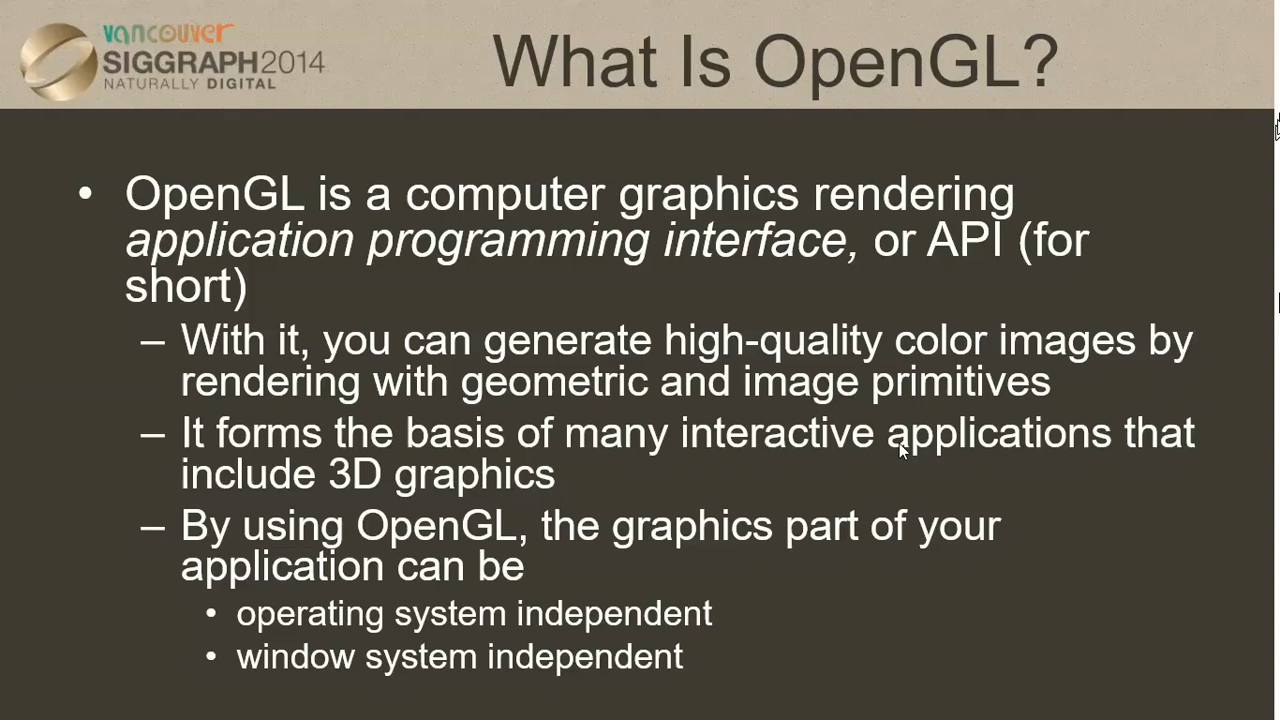 vancouver
SIGGRAPH2014
NATURALLY DIGITAL
What Is OpenGL?
• OpenGL is a computer graphics rendering
application programming interface, or API (for
short)
– With it, you can generate high-quality color images by
rendering with geometric and image primitives
– It forms the basis of many interactive applications that
include 3D graphics
– By using OpenGL, the graphics part of your
application can be
• operating system independent
• window system independent